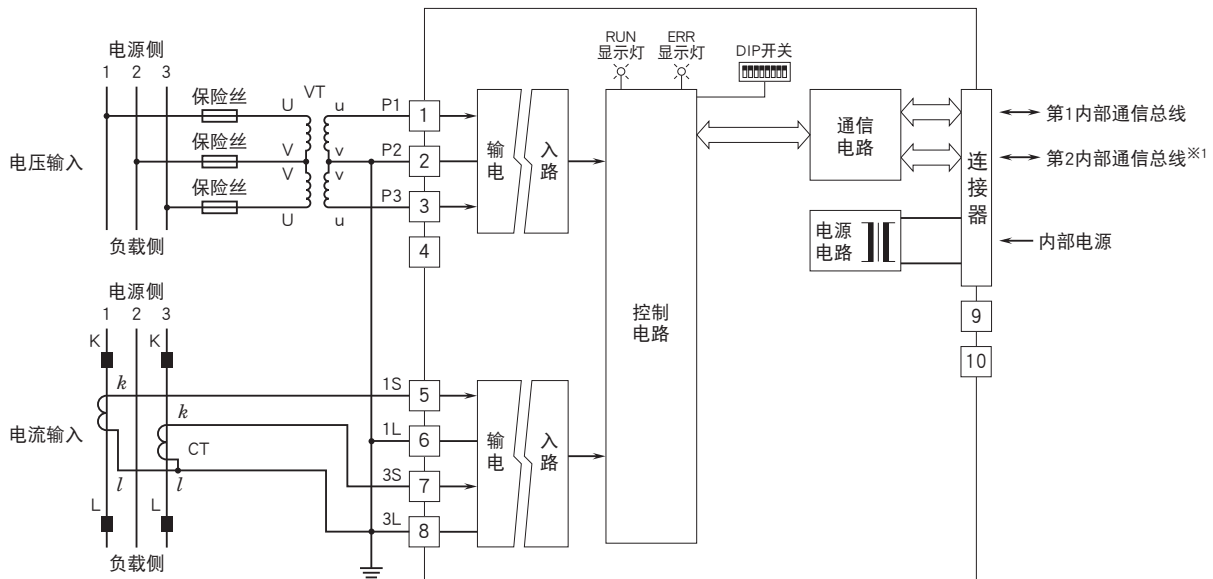 RUN
显示灯
ERR
显示灯
DIP开关
电源侧
1 2 3
保险丝
保险丝
保险丝
VT
U u
V v
V v
U u
P1
P2
P3
1
2
3
4
电压输入
负载侧
输入
电路
控制
电路
通信
电路
电源
电路
连接器
第1内部通信总线
第2内部通信总线※1
内部电源
9
10
电源侧
1 2 3
K K
k
k
CT
l l
L L
电流输入
负载侧
1S
1L
3S
3L
5
6
7
8
输入
电路